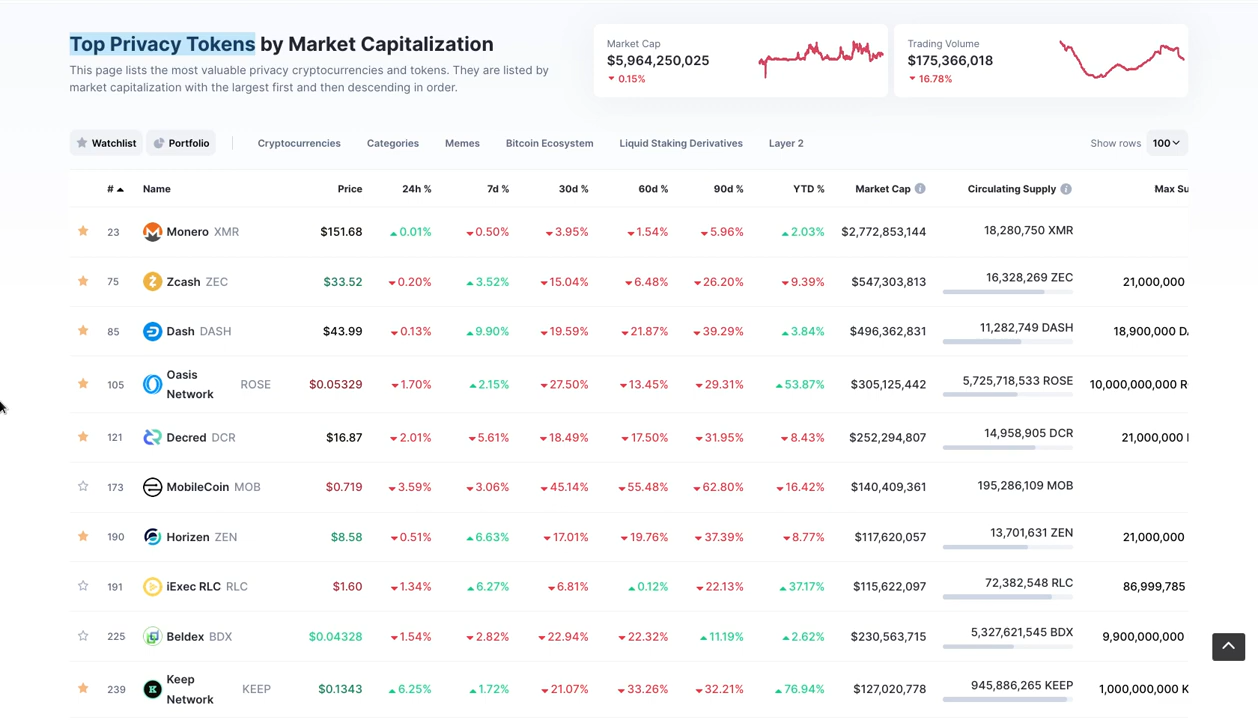 Top Privacy Tokens by Market Capitalization
This page lists the most valuable privacy cryptocurrencies and tokens. They are listed by
market capitalization with the largest first and then descending in order.
Market Cap
$5,964,250,025
0.15%
Trading Volume
$175,366,018
16.78%
Watchlist Portfolio Cryptocurrencies Categories Memes Bitcoin Ecosystem Liquid Staking Derivatives Layer 2 Show rows 100
# Name Price 24h % 7d % 30d % 60d % 90d % YTD % Market Cap Circulating Supply Max Su
23 Monero XMR $151.68 0.01% 0.50% 3.95% 1.54% 5.96% 2.03% $2,772,853,144 18,280,750 XMR
75 Zcash ZEC $33.52 0.20% 3.52% 15.04% 6.48% 26.20% 9.39% $547,303,813 16,328,269 ZEC 21,000,000
85 Dash DASH $43.99 0.13% 9.90% 19.59% 21.87% 39.29% 3.84% $496,362,831 11,282,749 DASH 18,900,000 D
105 Oasis Network ROSE $0.05329 1.70% 2.15% 27.50% 13.45% 29.31% 53.87% $305,125,442 5,725,718,533 ROSE 10,000,000,000 R
121 Decred DCR $16.87 2.01% 5.61% 18.49% 17.50% 31.95% 8.43% $252,294,807 14,958,905 DCR 21,000,000
173 MobileCoin MOB $0.719 3.59% 3.06% 45.14% 55.48% 62.80% 16.42% $140,409,361 195,286,109 MOB
190 Horizen ZEN $8.58 0.51% 6.63% 17.01% 19.76% 37.39% 8.77% $117,620,057 13,701,631 ZEN 21,000,000
191 iExec RLC RLC $1.60 1.34% 6.27% 6.81% 0.12% 22.13% 37.17% $115,622,097 72,382,548 RLC 86,999,785
225 Beldex BDX $0.04328 1.54% 2.82% 22.94% 22.32% 11.19% 2.62% $230,563,715 5,327,621,545 BDX 9,900,000,000
239 Keep Network KEEP $0.1343 6.25% 1.72% 21.07% 33.26% 32.21% 76.94% $127,020,778 945,886,265 KEEP 1,000,000,000 K